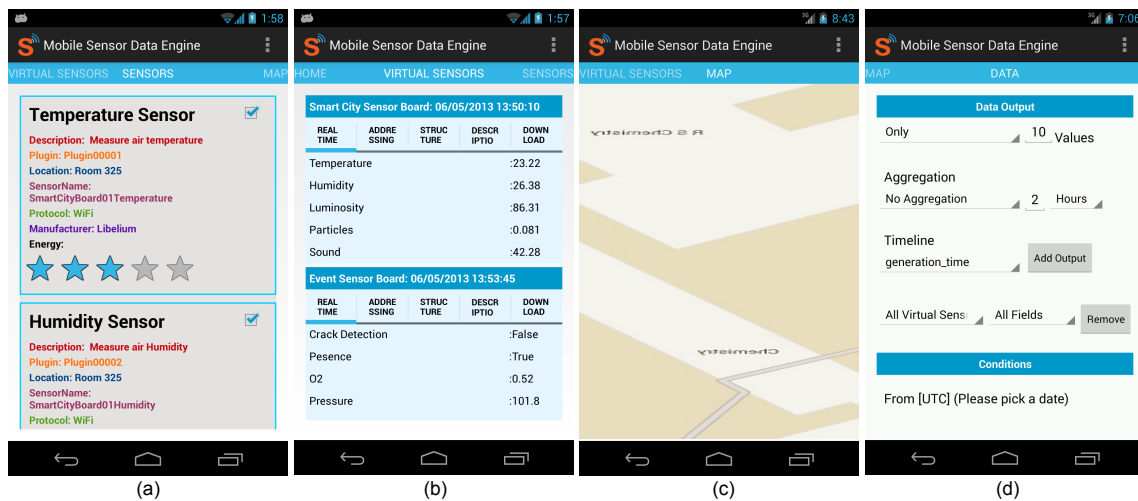 1:58
S Mobile Sensor Data Engine
VIRTUAL SENSORS SENSORS MAP
Temperature Sensor
Description: Measure air temperature
Plugin: Plugin00001
Location: Room 325
SensorName:
SmartCityBoard01Temperature
Protocol: WiFi
Manufacturer: Libelium
Energy:
Humidity Sensor
Description: Measure air Humidity
Plugin: Plugin00002
Location: Room 325
SensorName:
SmartCityBoard01Humidity
Protocol: WiFi
(a)
1:57
S Mobile Sensor Data Engine
HOME VIRTUAL SENSORS SENSORS
Smart City Sensor Board: 06/05/2013 13:50:10
REAL ADDRE STRUC DESCR DOWN
TIME SSING TURE IPTIO LOAD
Temperature :23.22
Humidity :26.38
Luminosity :86.31
Particles :0.081
Sound :42.28
Event Sensor Board: 06/05/2013 13:53:45
REAL ADDRE STRUC DESCR DOWN
TIME SSING TURE IPTIO LOAD
Crack Detection :False
Pesence :True
O2 :0.52
Pressure :101.8
(b)
3G 8:43
S Mobile Sensor Data Engine
VIRTUAL SENSORS MAP
R S Chemistry
Chemistry
(c)
3G 7:06
S Mobile Sensor Data Engine
MAP DATA
Data Output
Only 10 Values
Aggregation
No Aggregation 2 Hours
Timeline
generation_time Add Output
All Virtual Sens All Fields Remove
Conditions
From [UTC] (Please pick a date)
(d)